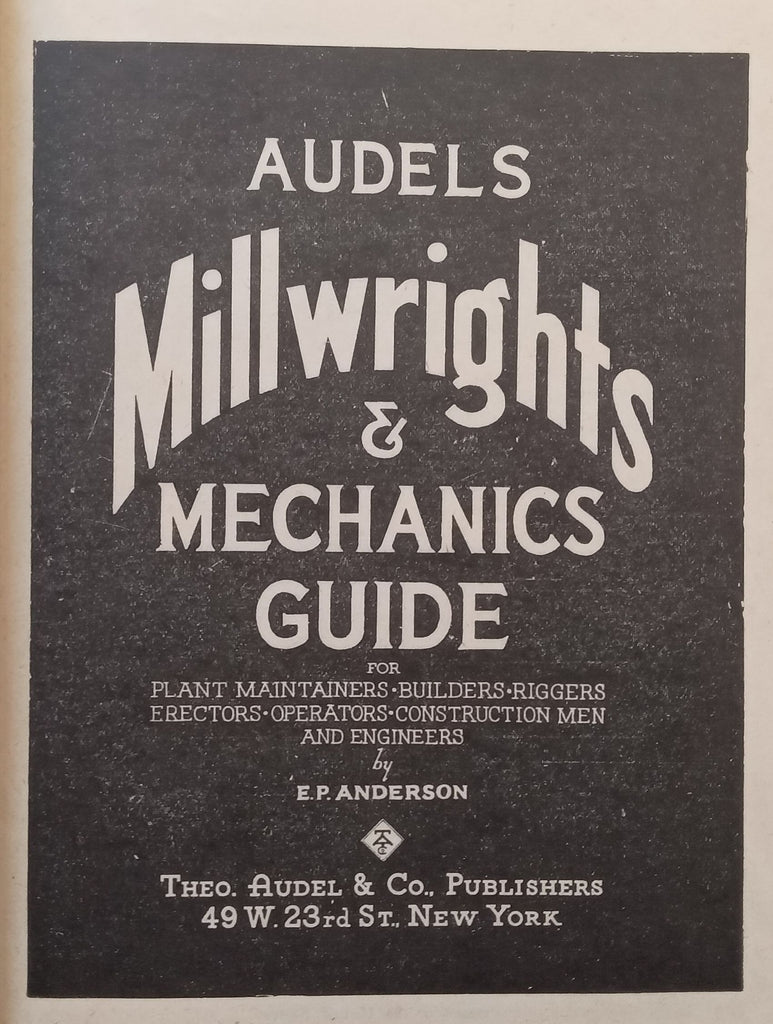 AUDELS
Millwrights
&
MECHANICS
GUIDE
FOR
PLANT MAINTAINERS•BUILDERS•RIGGERS
ERECTORS•OPERATORS•CONSTRUCTION MEN
AND ENGINEERS
by
E.P. ANDERSON
THEO. AUDEL & CO., PUBLISHERS
49 W. 23rd ST., NEW YORK